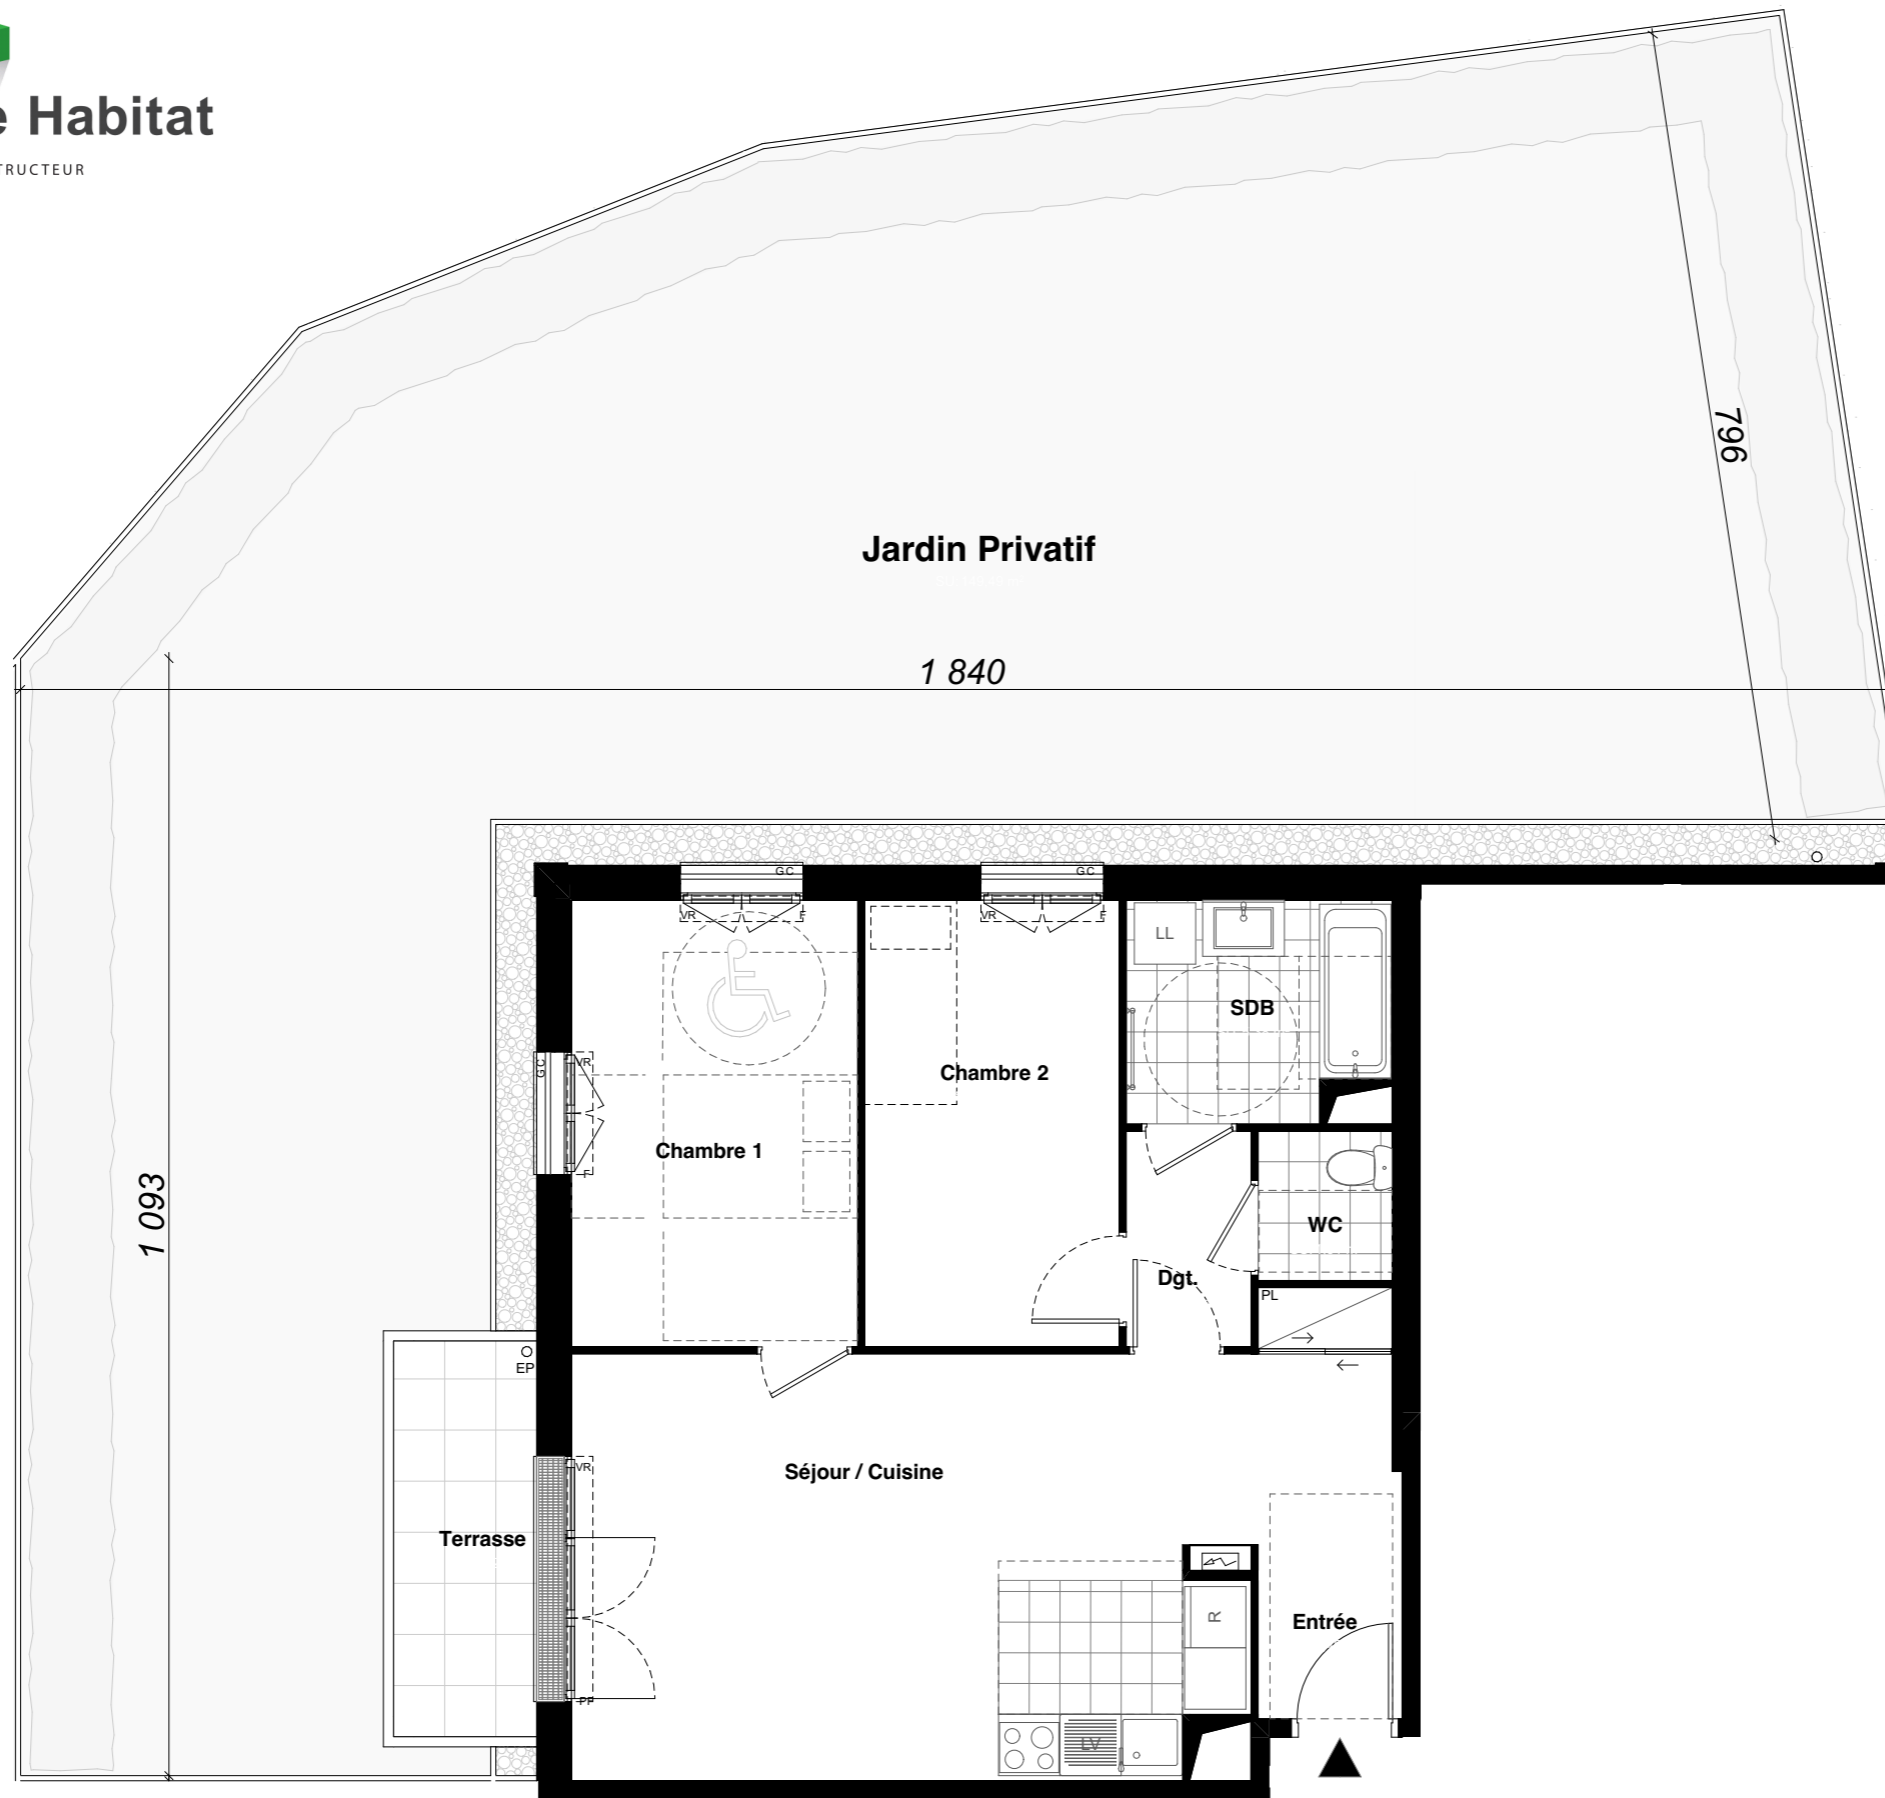 e Habitat
TRUCTEUR
796
Jardin Privatif
1 840
GC
GC
VR
F
VR
F
LL
SDB
GC
VR
Chambre 2
Chambre 1
F
1 093
WC
Dgt.
PL
EP
Séjour / Cuisine
VR
Terrasse
R
Entrée
PF
LV